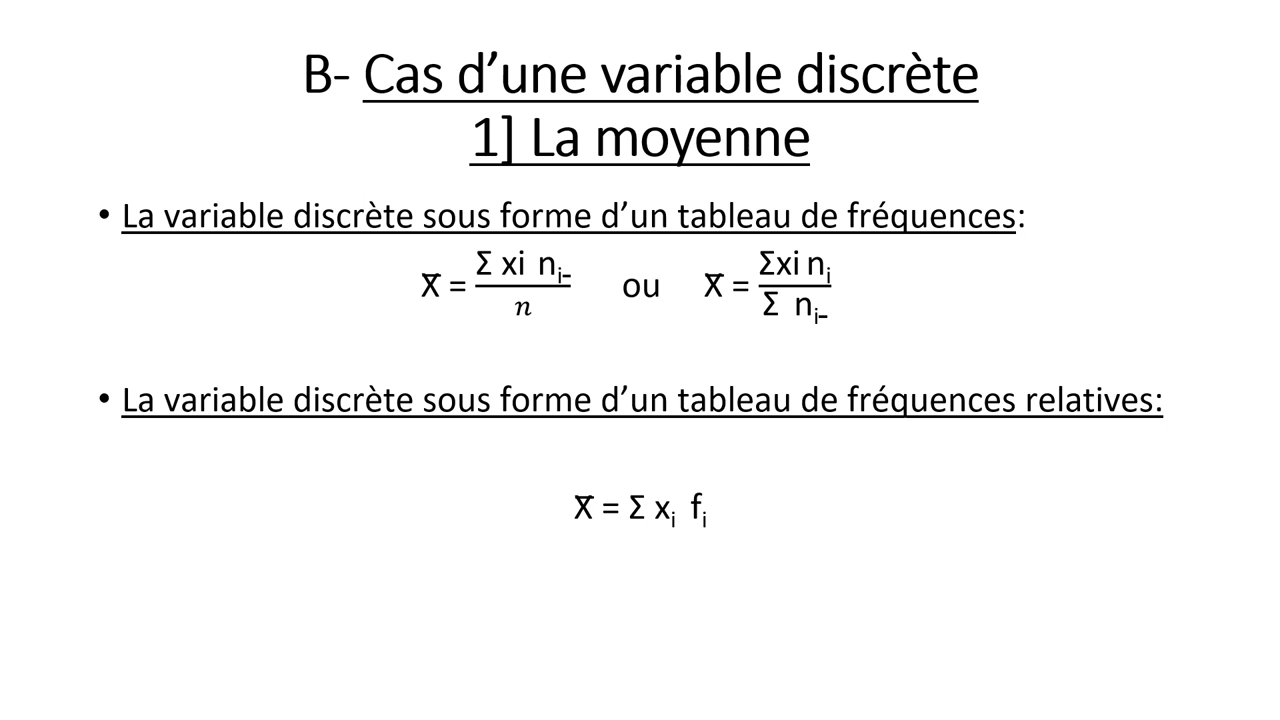 B- Cas d’une variable discrète
1] La moyenne
• La variable discrète sous forme d’un tableau de fréquences:
X̅ = Σ xi nᵢ₋ / n ou X̅ = Σxi nᵢ / Σ nᵢ₋
• La variable discrète sous forme d’un tableau de fréquences relatives:
X̅ = Σ xᵢ fᵢ